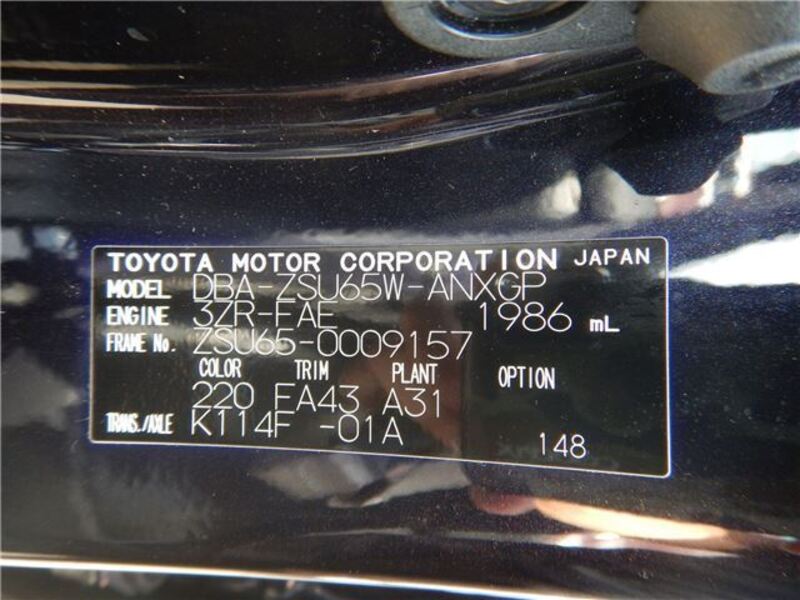 TOYOTA MOTOR CORPORATION JAPAN
MODEL DBA-ZSU65W-ANXGP
ENGINE 3ZR-FAE 1986 mL
FRAME No. ZSU65-0009157
COLOR TRIM PLANT OPTION
220 FA43 A31
TRANS./AXLE K114F -01A
148